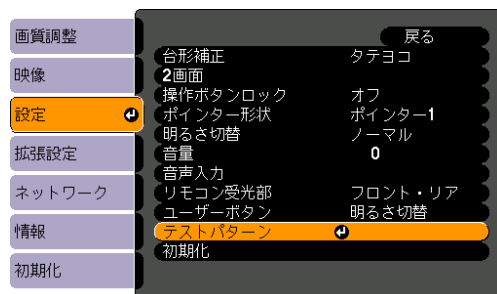 画質調整
映像
設定
拡張設定
ネットワーク
情報
初期化
戻る
台形補正 タテヨコ
2画面
操作ボタンロック オフ
ポインター形状 ポインター1
明るさ切替 ノーマル
音量 0
音声入力
リモコン受光部 フロント・リア
ユーザーボタン 明るさ切替
テストパターン
初期化